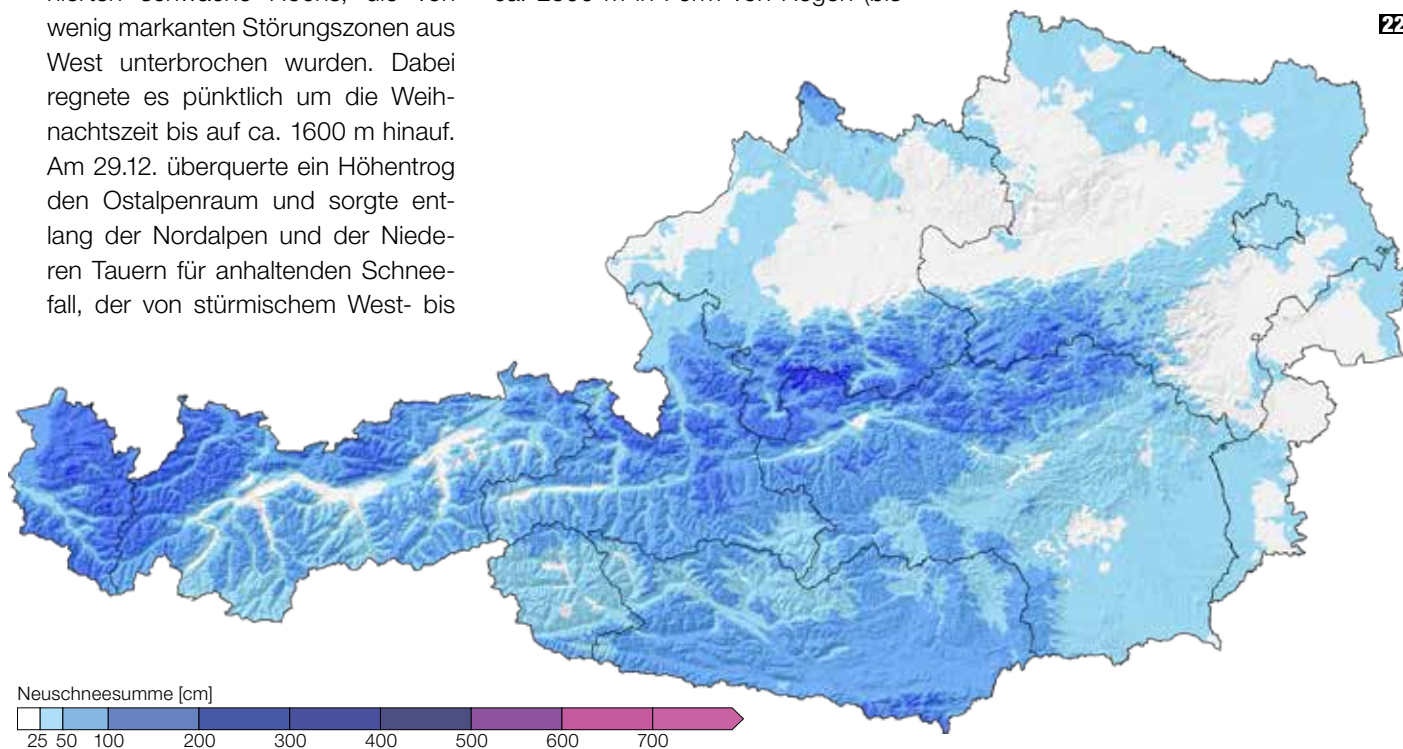 wenig markanten Störungszonen aus
West unterbrochen wurden. Dabei
regnete es pünktlich um die Weih-
nachtszeit bis auf ca. 1600 m hinauf.
Am 29.12. überquerte ein Höhentrog
den Ostalpenraum und sorgte ent-
lang der Nordalpen und der Niede-
ren Tauern für anhaltenden Schnee-
fall, der von stürmischem West- bis
22
Neuschneesumme [cm]
25 50 100 200 300 400 500 600 700